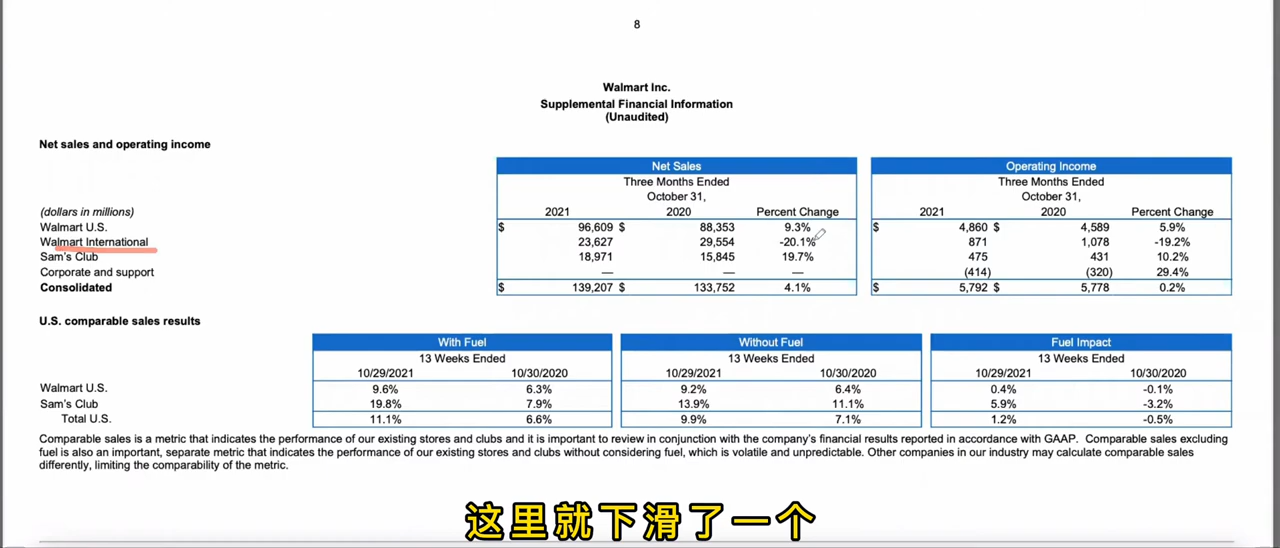 8
Walmart Inc.
Supplemental Financial Information
(Unaudited)
Net sales and operating income
Net Sales Operating Income
Three Months Ended Three Months Ended
October 31, October 31,
(dollars in millions) 2021 2020 Percent Change 2021 2020 Percent Change
Walmart U.S. $ 96,609 $ 88,353 9.3% $ 4,860 $ 4,589 5.9%
Walmart International 23,627 29,554 -20.1% 871 1,078 -19.2%
Sam's Club 18,971 15,845 19.7% 475 431 10.2%
Corporate and support — — — (414) (320) 29.4%
Consolidated $ 139,207 $ 133,752 4.1% $ 5,792 $ 5,778 0.2%
U.S. comparable sales results
With Fuel Without Fuel Fuel Impact
13 Weeks Ended 13 Weeks Ended 13 Weeks Ended
10/29/2021 10/30/2020 10/29/2021 10/30/2020 10/29/2021 10/30/2020
Walmart U.S. 9.6% 6.3% 9.2% 6.4% 0.4% -0.1%
Sam's Club 19.8% 7.9% 13.9% 11.1% 5.9% -3.2%
Total U.S. 11.1% 6.6% 9.9% 7.1% 1.2% -0.5%
Comparable sales is a metric that indicates the performance of our existing stores and clubs and it is important to review in conjunction with the company's financial results reported in accordance with GAAP. Comparable sales excluding
fuel is also an important, separate metric that indicates the performance of our existing stores and clubs without considering fuel, which is volatile and unpredictable. Other companies in our industry may calculate comparable sales
differently, limiting the comparability of the metric.
这里就下滑了一个